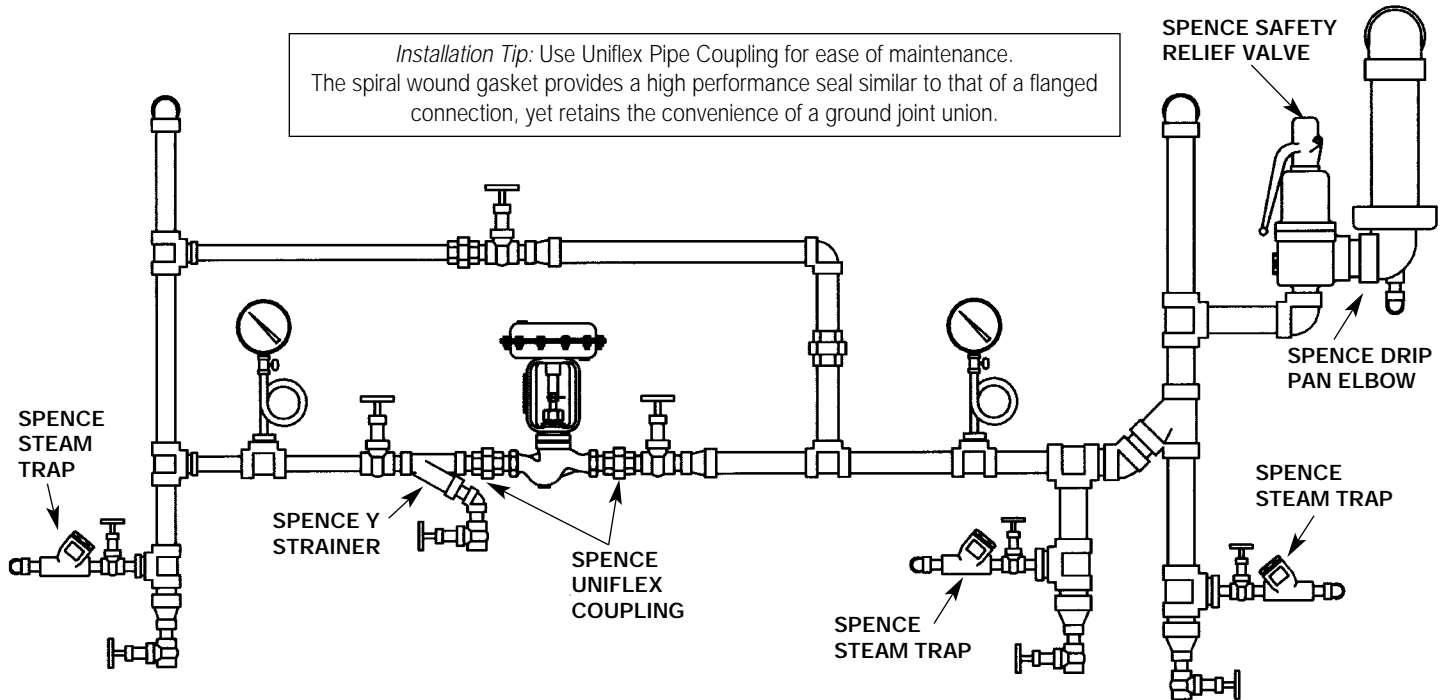 Installation Tip: Use Uniflex Pipe Coupling for ease of maintenance.
The spiral wound gasket provides a high performance seal similar to that of a flanged
connection, yet retains the convenience of a ground joint union.
SPENCE SAFETY
RELIEF VALVE
SPENCE DRIP
PAN ELBOW
SPENCE
STEAM
TRAP
SPENCE Y
STRAINER
SPENCE
UNIFLEX
COUPLING
SPENCE
STEAM TRAP
SPENCE
STEAM TRAP